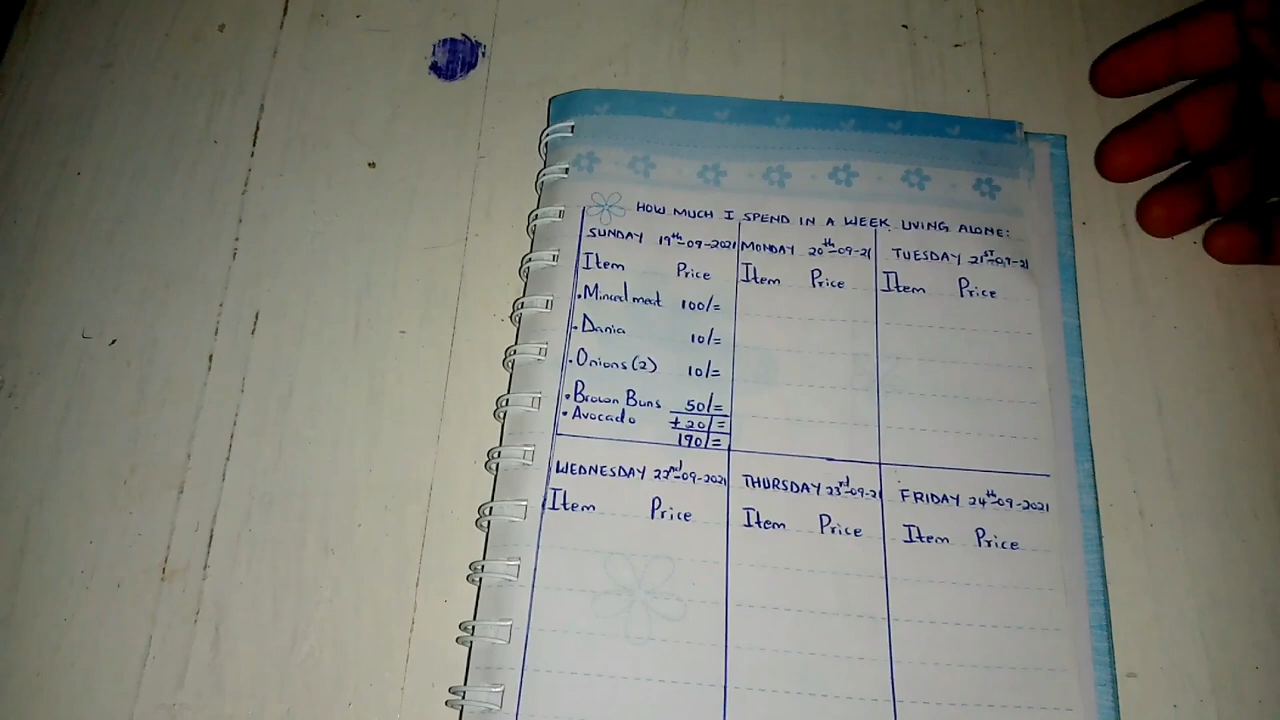 HOW MUCH I SPEND IN A WEEK LIVING ALONE:
SUNDAY 19th-09-2021
Item Price
• Minced meat 100/=
• Dania 10/=
• Onions (2) 10/=
• Brown Buns 50/=
• Avocado + 20/=
190/=
MONDAY 20th-09-21
Item Price
TUESDAY 21st-09-21
Item Price
WEDNESDAY 22nd-09-2021
Item Price
THURSDAY 23rd-09-21
Item Price
FRIDAY 24th-09-2021
Item Price